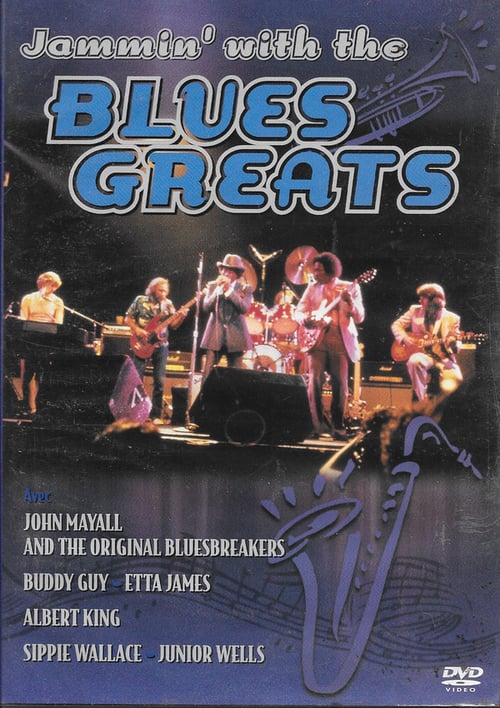 Jammin' with the
BLUES
GREATS
Avec
JOHN MAYALL
AND THE ORIGINAL BLUESBREAKERS
BUDDY GUY - ETTA JAMES
ALBERT KING
SIPPIE WALLACE - JUNIOR WELLS
DVD
VIDEO